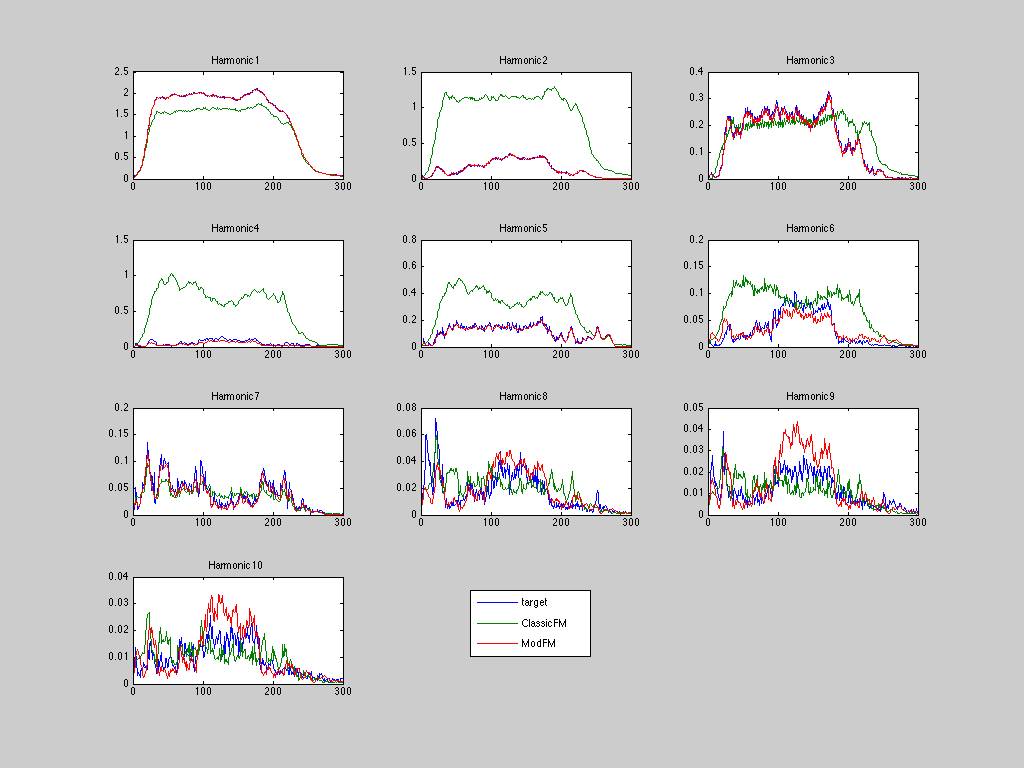 Harmonic1
Harmonic2
Harmonic3
2.5
2
1.5
1
0.5
0
0 100 200 300
1.5
1
0.5
0
0 100 200 300
0.4
0.3
0.2
0.1
0
0 100 200 300
Harmonic4
Harmonic5
Harmonic6
1.5
1
0.5
0
0 100 200 300
0.8
0.6
0.4
0.2
0
0 100 200 300
0.2
0.15
0.1
0.05
0
0 100 200 300
Harmonic7
Harmonic8
Harmonic9
0.2
0.15
0.1
0.05
0
0 100 200 300
0.08
0.06
0.04
0.02
0
0 100 200 300
0.05
0.04
0.03
0.02
0.01
0
0 100 200 300
Harmonic10
0.04
0.03
0.02
0.01
0
0 100 200 300
target
ClassicFM
ModFM